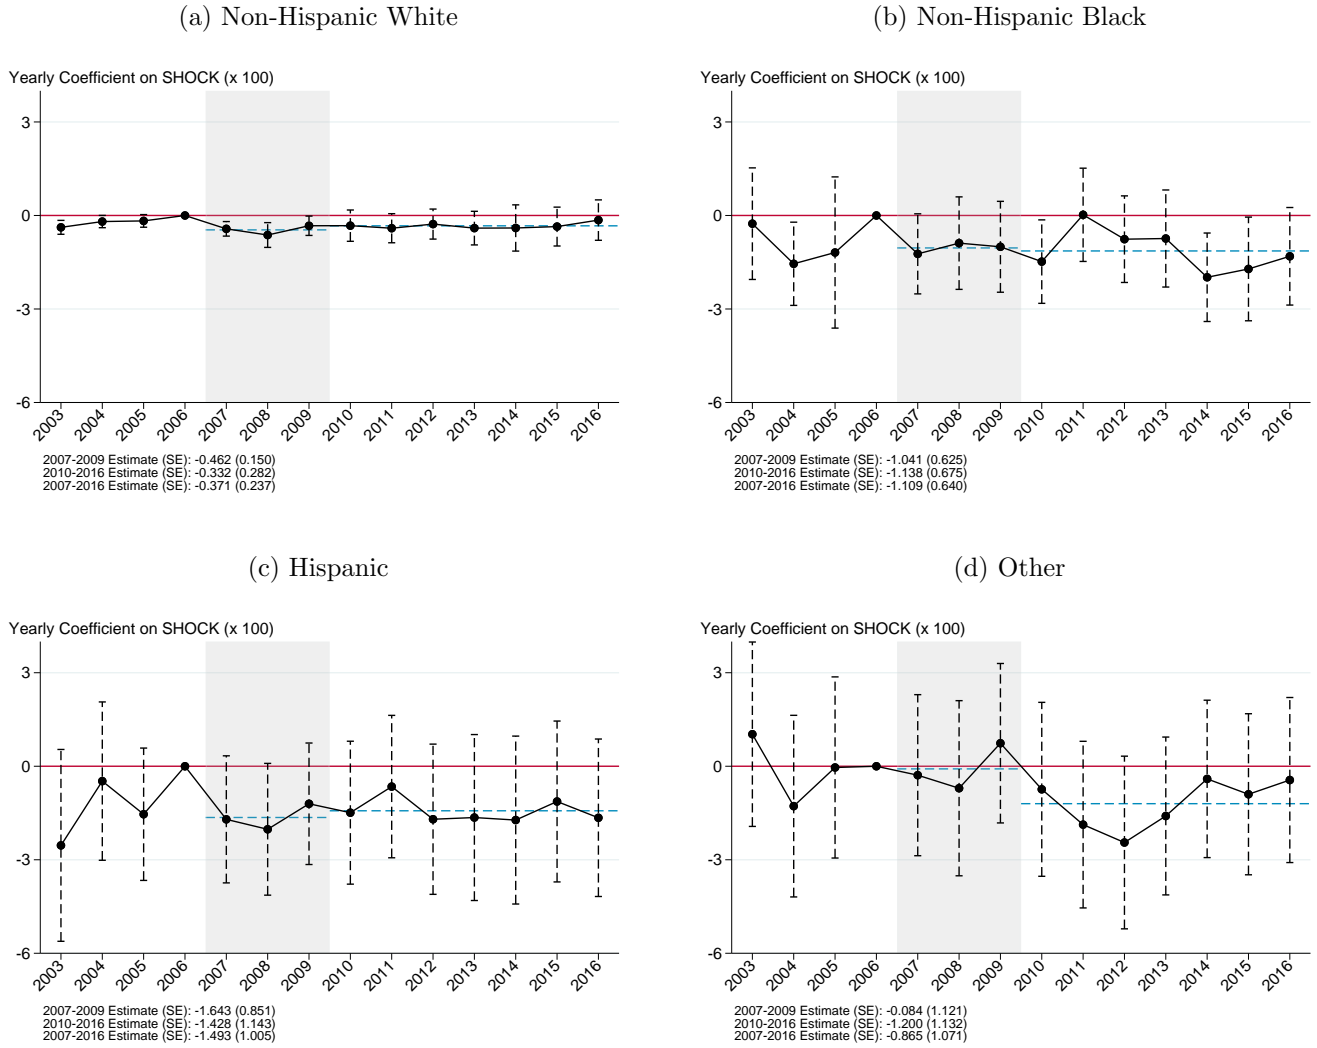 (a) Non-Hispanic White
Yearly Coefficient on SHOCK (x 100)
3
0
-3
-6
2003 2004 2005 2006 2007 2008 2009 2010 2011 2012 2013 2014 2015 2016
2007-2009 Estimate (SE): -0.462 (0.150)
2010-2016 Estimate (SE): -0.332 (0.282)
2007-2016 Estimate (SE): -0.371 (0.237)
(b) Non-Hispanic Black
Yearly Coefficient on SHOCK (x 100)
3
0
-3
-6
2003 2004 2005 2006 2007 2008 2009 2010 2011 2012 2013 2014 2015 2016
2007-2009 Estimate (SE): -1.041 (0.625)
2010-2016 Estimate (SE): -1.138 (0.675)
2007-2016 Estimate (SE): -1.109 (0.640)
(c) Hispanic
Yearly Coefficient on SHOCK (x 100)
3
0
-3
-6
2003 2004 2005 2006 2007 2008 2009 2010 2011 2012 2013 2014 2015 2016
2007-2009 Estimate (SE): -1.643 (0.851)
2010-2016 Estimate (SE): -1.428 (1.143)
2007-2016 Estimate (SE): -1.493 (1.005)
(d) Other
Yearly Coefficient on SHOCK (x 100)
3
0
-3
-6
2003 2004 2005 2006 2007 2008 2009 2010 2011 2012 2013 2014 2015 2016
2007-2009 Estimate (SE): -0.084 (1.121)
2010-2016 Estimate (SE): -1.200 (1.132)
2007-2016 Estimate (SE): -0.865 (1.071)